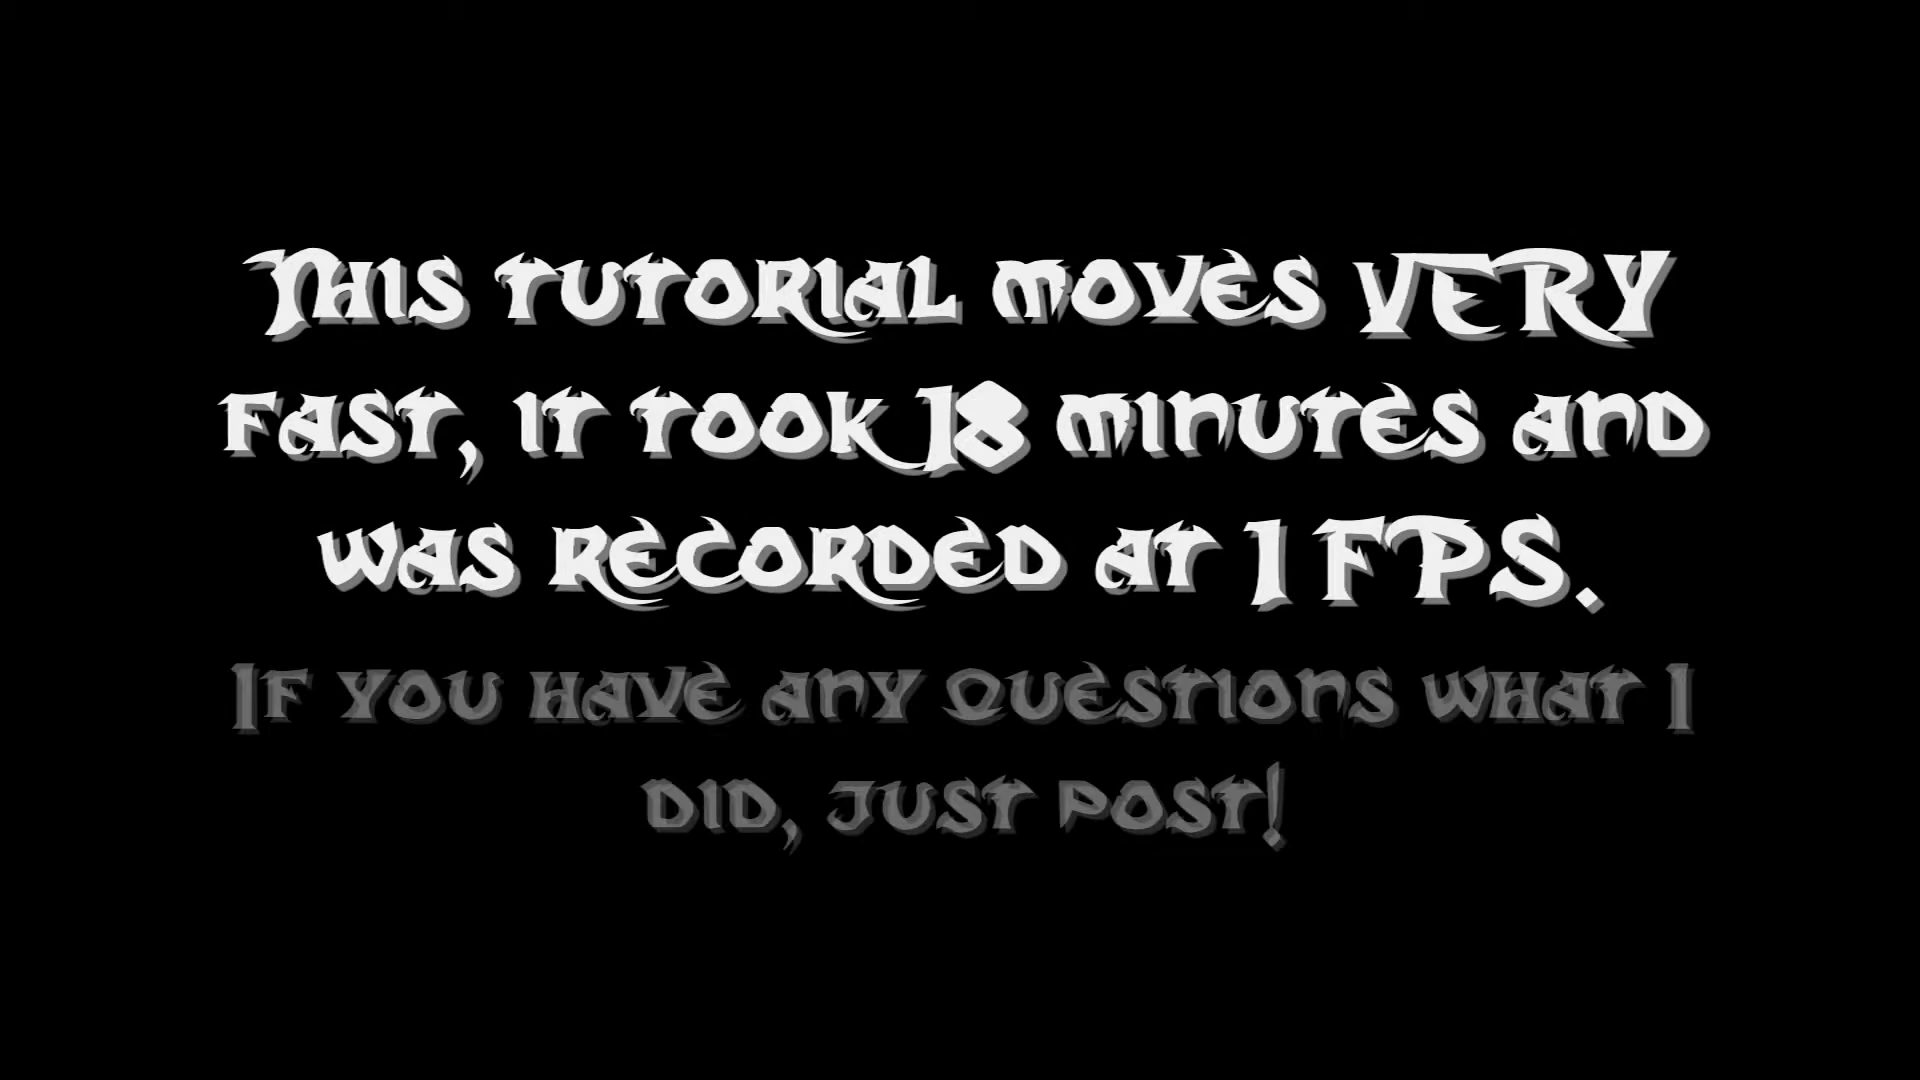 This tutorial moves VERY
fast, it took 18 minutes and
was recorded at 1 FPS.
If you have any questions what I
did, just post!